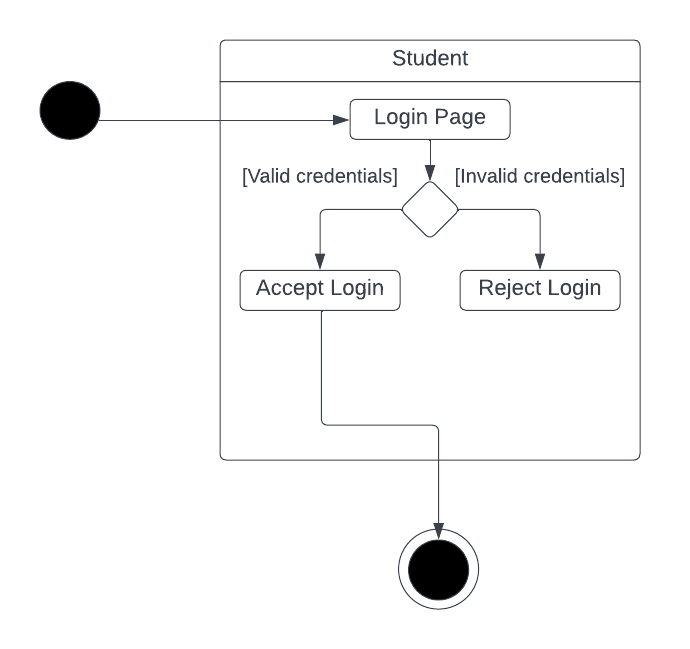 Student
Login Page
[Valid credentials]
[Invalid credentials]
Accept Login
Reject Login